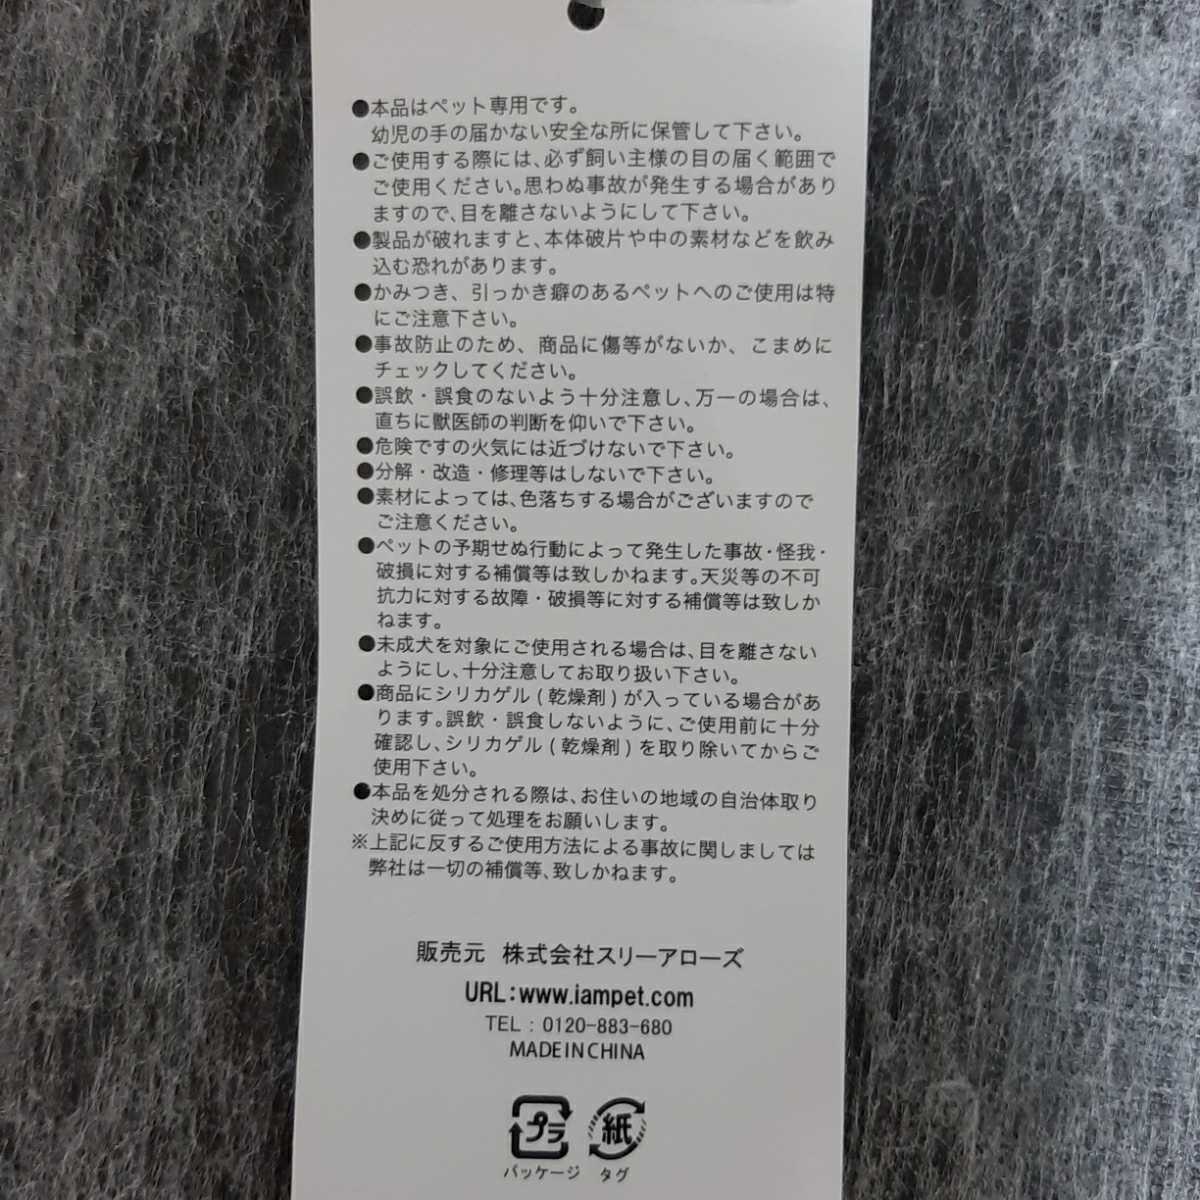 ●本品はペット専用です。
幼児の手の届かない安全な所に保管して下さい。
●ご使用する際には、必ず飼い主様の目の届く範囲で
ご使用ください。思わぬ事故が発生する場合があり
ますので、目を離さないようにして下さい。
●製品が破れますと、本体破片や中の素材などを飲み
込む恐れがあります。
●かみつき、引っかき癖のあるペットへのご使用は特
にご注意下さい。
●事故防止のため、商品に傷等がないか、こまめに
チェックしてください。
●誤飲・誤食のないよう十分注意し、万一の場合は、
直ちに獣医師の判断を仰いで下さい。
●危険ですの火気には近づけないで下さい。
●分解・改造・修理等はしないで下さい。
●素材によっては、色落ちする場合がございますので
ご注意ください。
●ペットの予期せぬ行動によって発生した事故・怪我・
破損に対する補償等は致しかねます。天災等の不可
抗力に対する故障・破損等に対する補償等は致しか
ねます。
●未成犬を対象にご使用される場合は、目を離さない
ようにし、十分注意してお取り扱い下さい。
●商品にシリカゲル(乾燥剤)が入っている場合があ
ります。誤飲・誤食しないように、ご使用前に十分
確認し、シリカゲル(乾燥剤)を取り除いてからご
使用下さい。
●本品を処分される際は、お住いの地域の自治体取り
決めに従って処理をお願いします。
※上記に反するご使用方法による事故に関しましては
弊社は一切の補償等、致しかねます。
販売元 株式会社スリーアローズ
URL:www.iampet.com
TEL : 0120-883-680
MADE IN CHINA
プラ 紙
パッケージ タグ